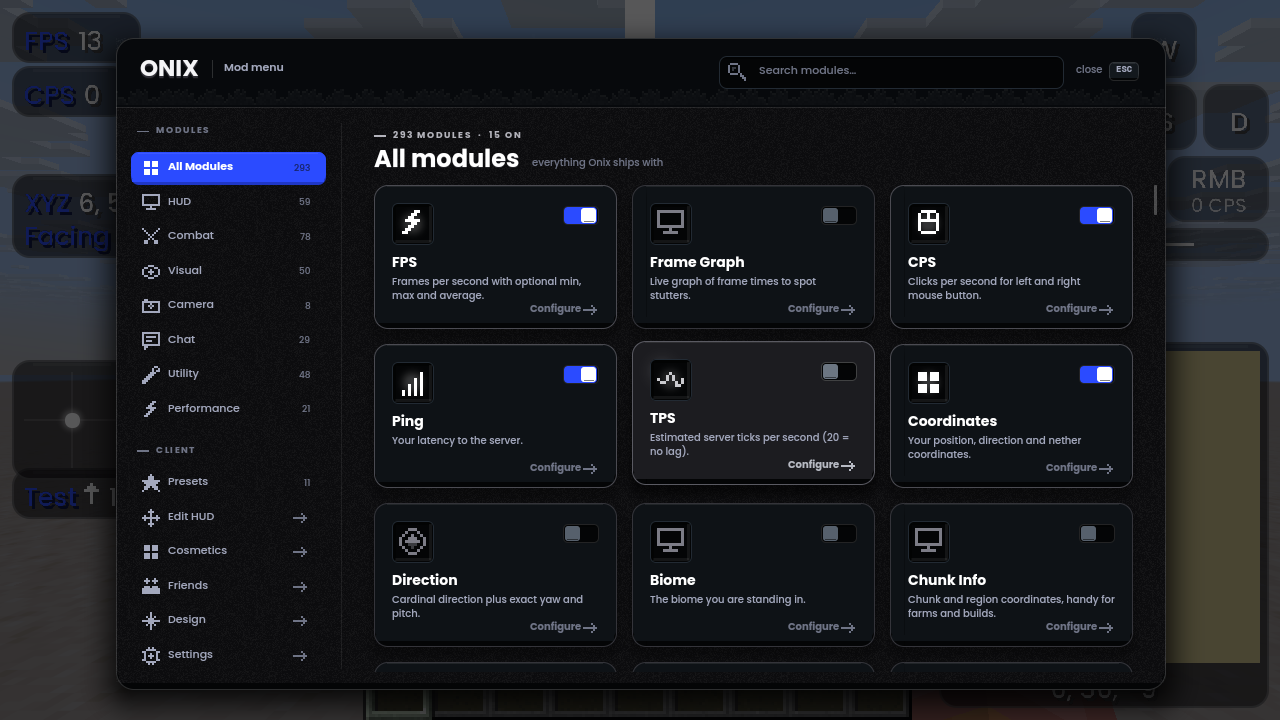 FPS 13
CPS 0
XYZ 6, 5
Facing
Test
W
S
D
RMB
0 CPS
ONIX
Mod menu
Search modules...
close
ESC
MODULES
All Modules 293
HUD 59
Combat 78
Visual 50
Camera 8
Chat 29
Utility 48
Performance 21
CLIENT
Presets 11
Edit HUD
Cosmetics
Friends
Design
Settings
293 MODULES · 15 ON
All modules everything Onix ships with
FPS
Frames per second with optional min,
max and average.
Configure
Frame Graph
Live graph of frame times to spot
stutters.
Configure
CPS
Clicks per second for left and right
mouse button.
Configure
Ping
Your latency to the server.
Configure
TPS
Estimated server ticks per second (20 =
no lag).
Configure
Coordinates
Your position, direction and nether
coordinates.
Configure
Direction
Cardinal direction plus exact yaw and
pitch.
Configure
Biome
The biome you are standing in.
Configure
Chunk Info
Chunk and region coordinates, handy for
farms and builds.
Configure